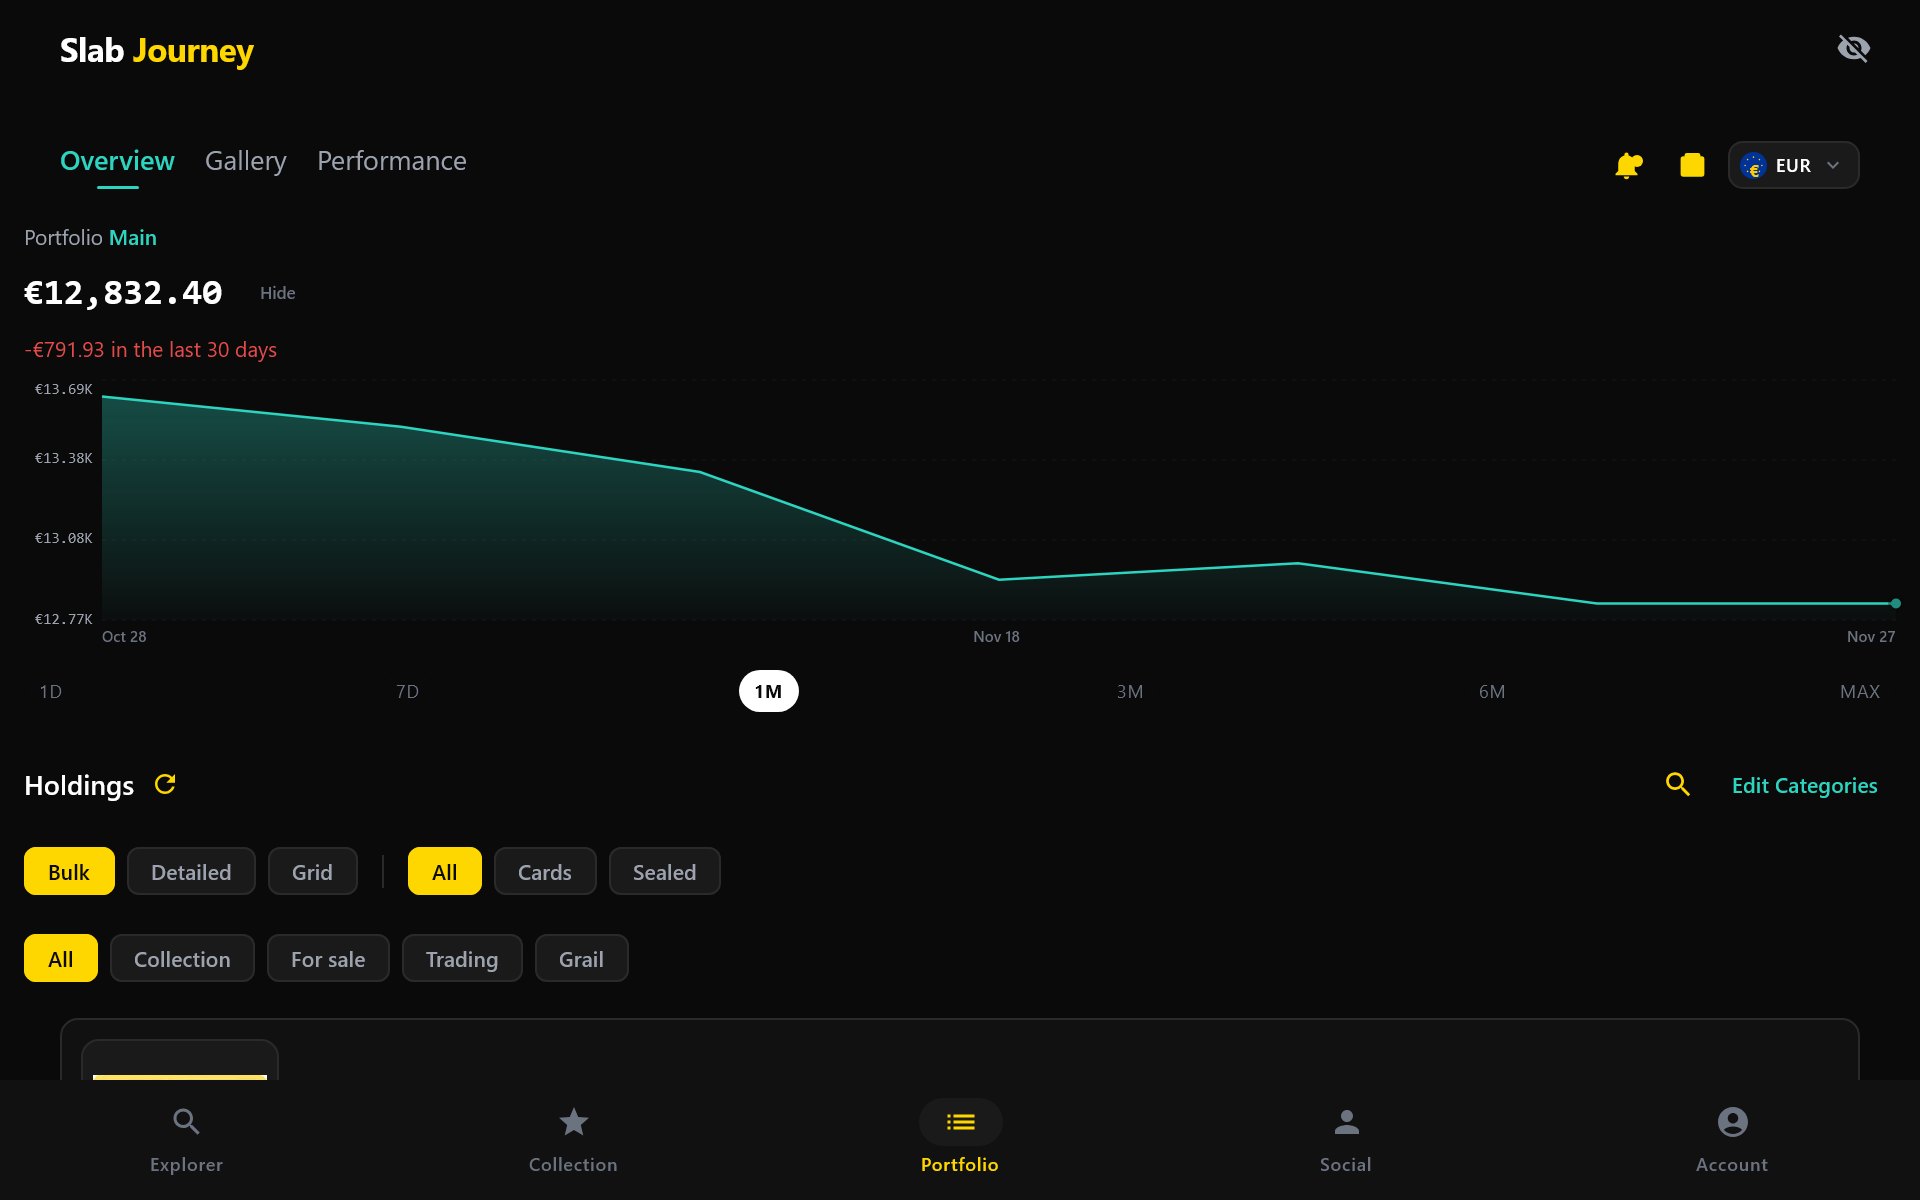 Slab Journey
Overview Gallery Performance
€ EUR
Portfolio Main
€12,832.40 Hide
-€791.93 in the last 30 days
€13.69K
€13.38K
€13.08K
€12.77K
Oct 28 Nov 18 Nov 27
1D 7D 1M 3M 6M MAX
Holdings Edit Categories
Bulk Detailed Grid All Cards Sealed
All Collection For sale Trading Grail
Explorer Collection Portfolio Social Account